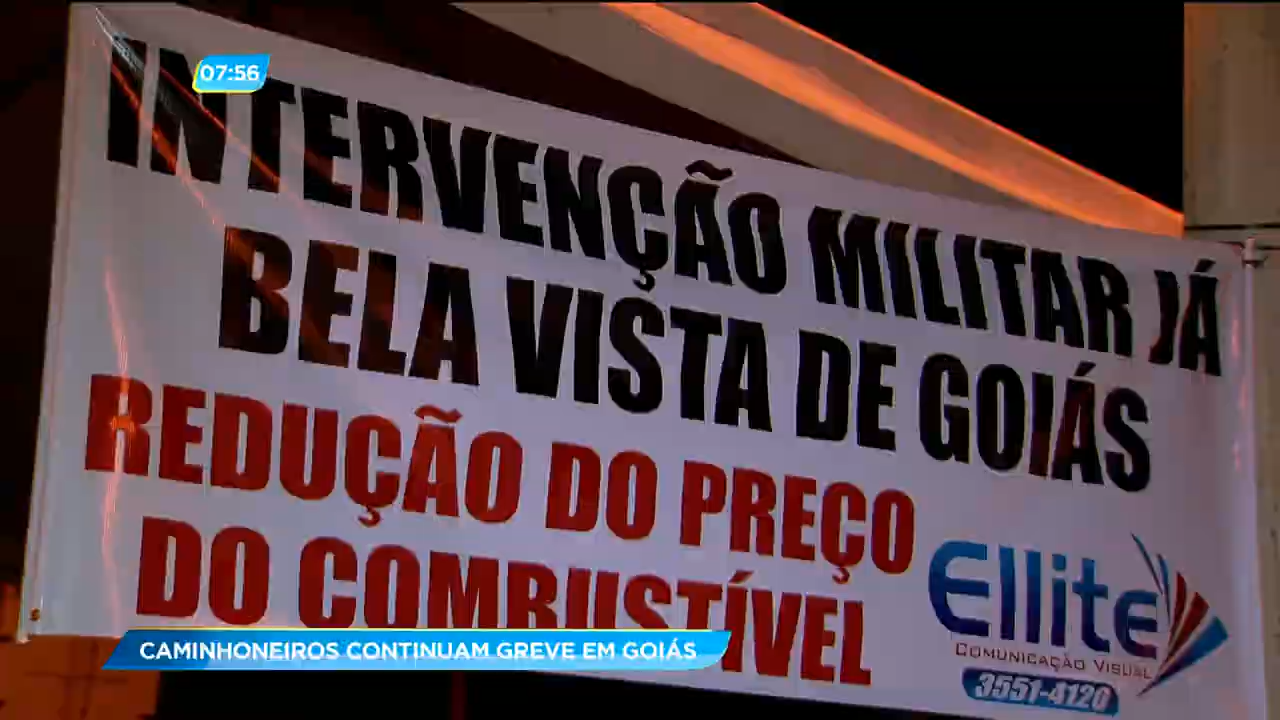 07:56
INTERVENÇÃO MILITAR JÁ
BELA VISTA DE GOIÁS
REDUÇÃO DO PREÇO
DO COMBUSTÍVEL
Ellite
COMUNICAÇÃO VISUAL
3551-4120
CAMINHONEIROS CONTINUAM GREVE EM GOIÁS